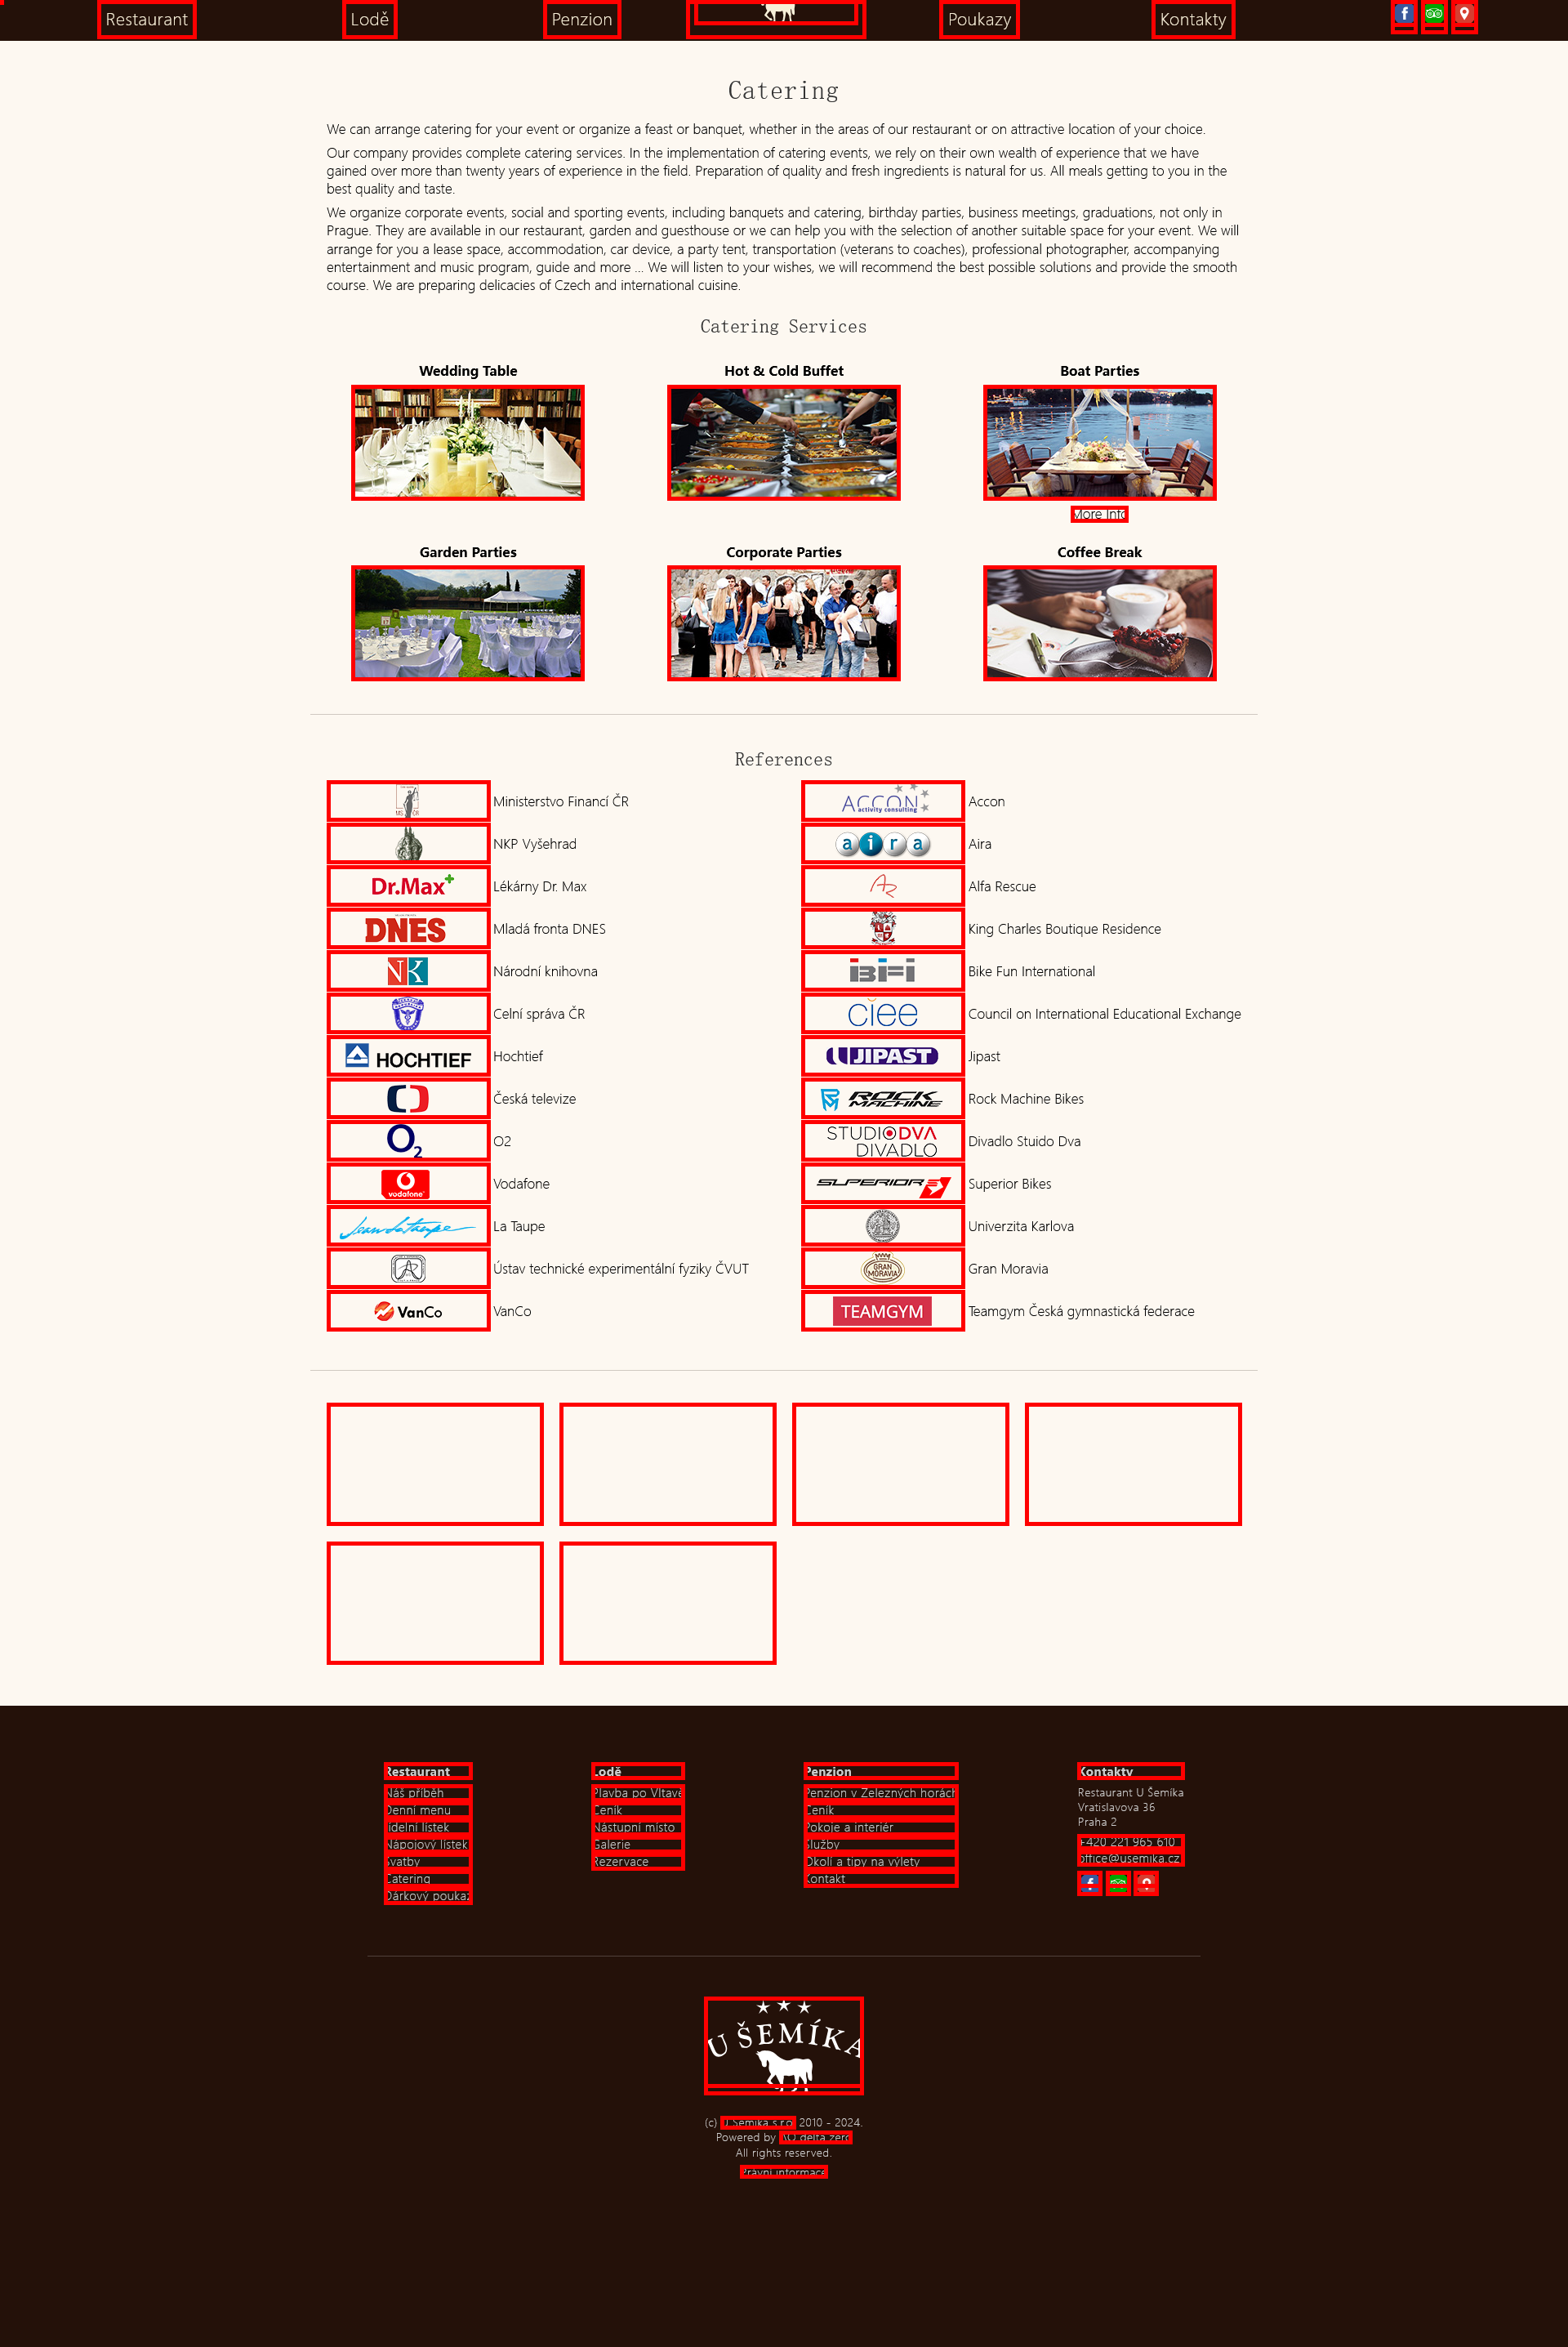 Restaurant
Lodě
Penzion
Poukazy
Kontakty
Catering
We can arrange catering for your event or organize a feast or banquet, whether in the areas of our restaurant or on attractive location of your choice.
Our company provides complete catering services. In the implementation of catering events, we rely on their own wealth of experience that we have
gained over more than twenty years of experience in the field. Preparation of quality and fresh ingredients is natural for us. All meals getting to you in the
best quality and taste.
We organize corporate events, social and sporting events, including banquets and catering, birthday parties, business meetings, graduations, not only in
Prague. They are available in our restaurant, garden and guesthouse or we can help you with the selection of another suitable space for your event. We will
arrange for you a lease space, accommodation, car device, a party tent, transportation (veterans to coaches), professional photographer, accompanying
entertainment and music program, guide and more ... We will listen to your wishes, we will recommend the best possible solutions and provide the smooth
course. We are preparing delicacies of Czech and international cuisine.
Catering Services
Wedding Table
Hot & Cold Buffet
Boat Parties
More Info
Garden Parties
Corporate Parties
Coffee Break
References
Ministerstvo Financí ČR
ACCON
activity consulting
Accon
NKP Vyšehrad
aira
Aira
Dr.Max+
Lékárny Dr. Max
AR
Alfa Rescue
DNES
Mladá fronta DNES
King Charles Boutique Residence
NK
Národní knihovna
BFI
Bike Fun International
Celní správa ČR
ciee
Council on International Educational Exchange
HOCHTIEF
Hochtief
JIPAST
Jipast
Česká televize
ROCK MACHINE
Rock Machine Bikes
O2
O2
STUDIO DVA
DIVADLO
Divadlo Stuido Dva
vodafone
Vodafone
SUPERIOR
Superior Bikes
Jean La Taupe
La Taupe
Univerzita Karlova
Ústav technické experimentální fyziky ČVUT
GRAN
MORAVIA
Gran Moravia
VanCo
VanCo
TEAMGYM
Teamgym Česká gymnastická federace
Restaurant
Náš příběh
Denní menu
Jídelní lístek
Nápojový lístek
Svatby
Catering
Dárkový poukaz
Lodě
Plavba po Vltavě
Ceník
Nástupní místo
Galerie
Rezervace
Penzion
Penzion v Železných horách
Ceník
Pokoje a interiér
Služby
Okolí a tipy na výlety
Kontakt
Kontakty
Restaurant U Šemíka
Vratislavova 36
Praha 2
+420 221 965 610
office@usemika.cz
U ŠEMÍKA
(c) U Šemíka s.r.o. 2010 - 2024.
Powered by AO delta zero
All rights reserved.
Právní informace